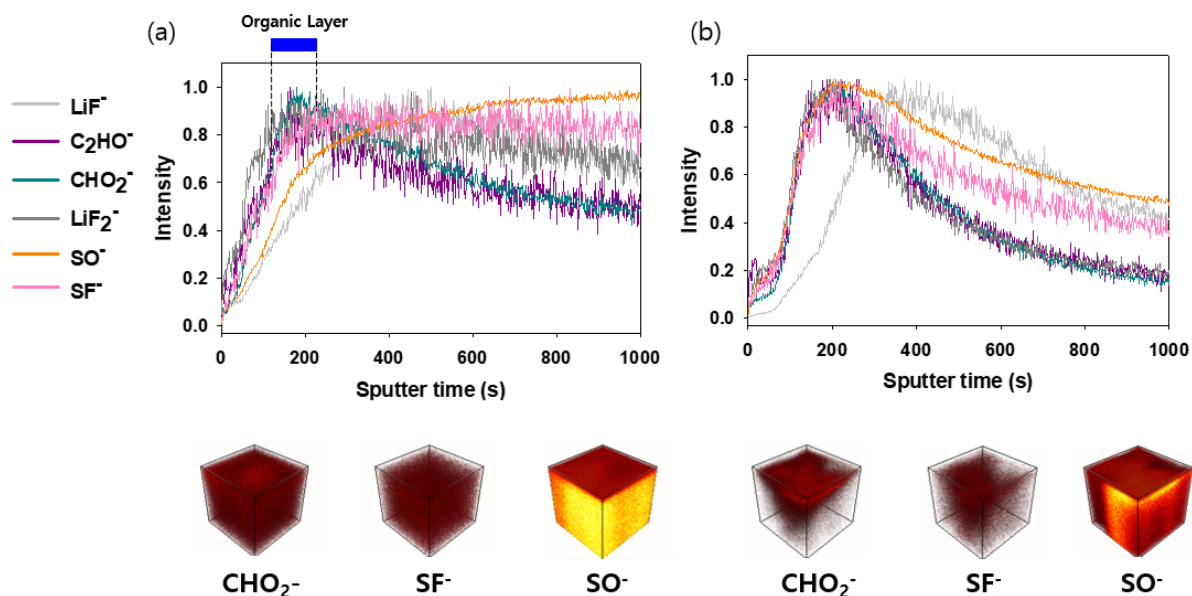 Organic Layer
(a)
(b)
LiF⁻
C₂HO⁻
CHO₂⁻
LiF₂⁻
SO⁻
SF⁻
Intensity
1.0
0.8
0.6
0.4
0.2
0.0
0 200 400 600 800 1000
Sputter time (s)
Intensity
1.0
0.8
0.6
0.4
0.2
0.0
0 200 400 600 800 1000
Sputter time (s)
CHO₂- SF⁻ SO⁻ CHO₂⁻ SF⁻ SO⁻